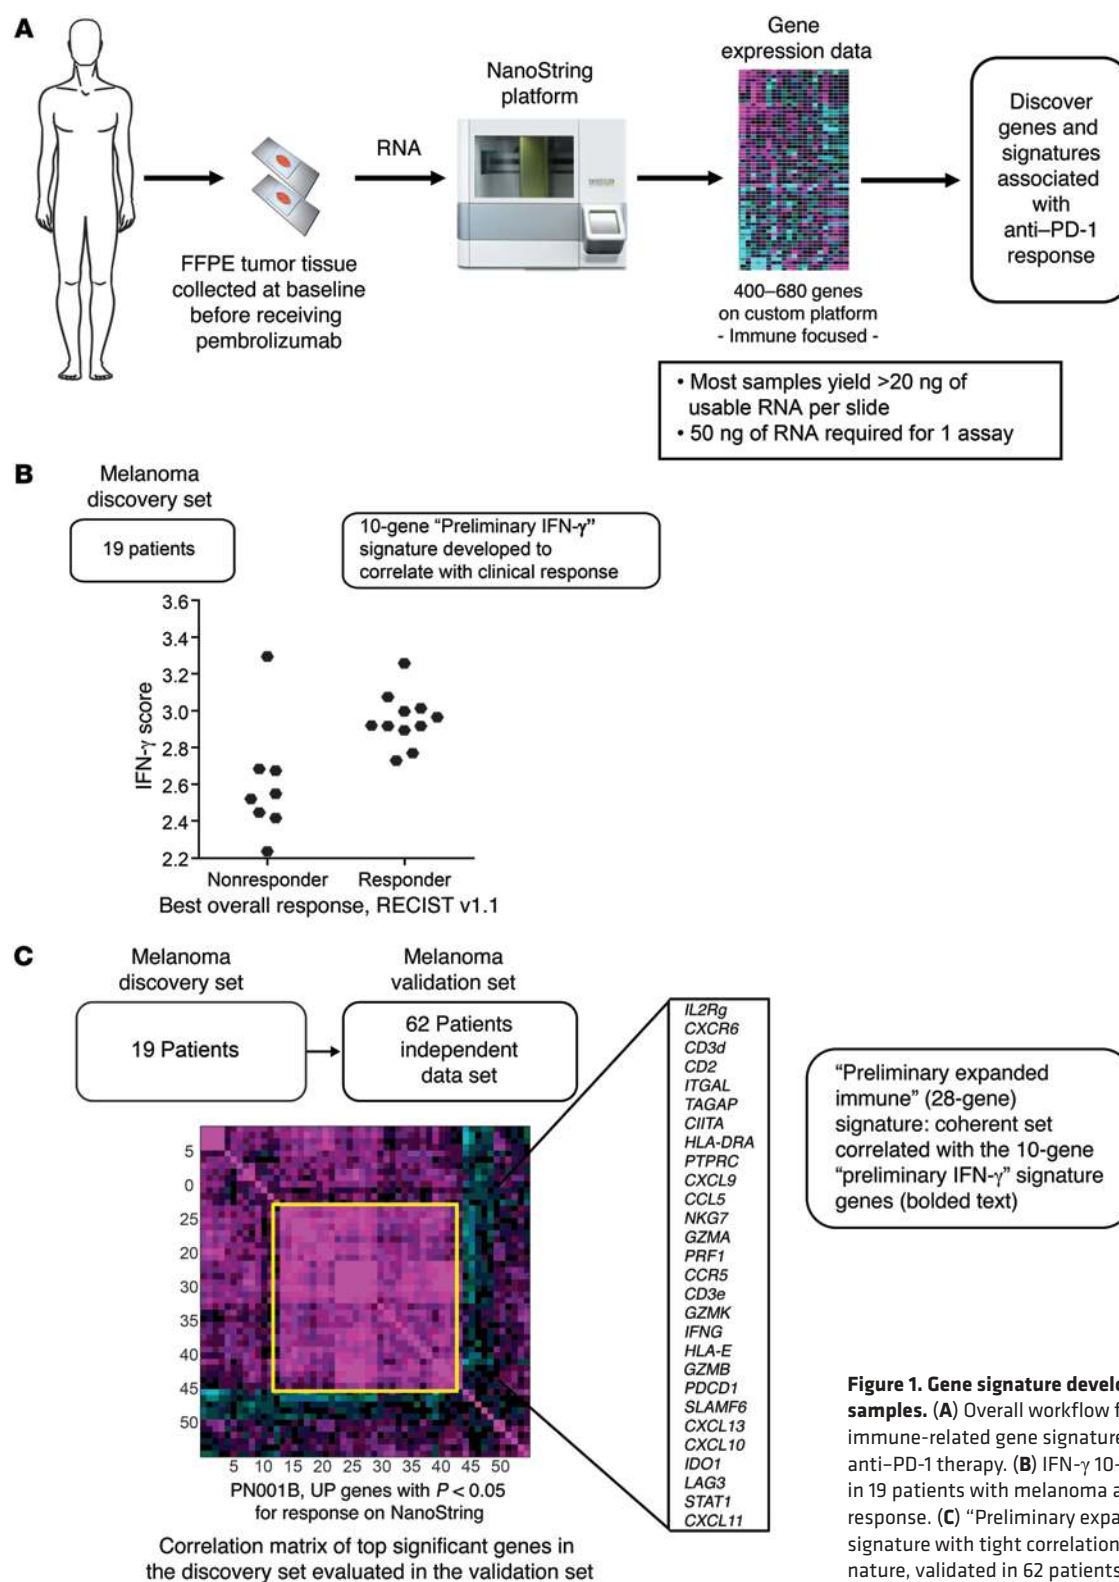 A
NanoString
platform
Gene
expression data
RNA
FFPE tumor tissue
collected at baseline
before receiving
pembrolizumab
400–680 genes
on custom platform
- Immune focused -
Discover
genes and
signatures
associated
with
anti–PD-1
response
• Most samples yield >20 ng of
usable RNA per slide
• 50 ng of RNA required for 1 assay
B
Melanoma
discovery set
19 patients
10-gene “Preliminary IFN-γ”
signature developed to
correlate with clinical response
IFN-γ score
3.6
3.4
3.2
3.0
2.8
2.6
2.4
2.2
Nonresponder Responder
Best overall response, RECIST v1.1
C
Melanoma
discovery set
19 Patients
Melanoma
validation set
62 Patients
independent
data set
5
0
25
20
30
35
40
45
50
5 10 15 20 25 30 35 40 45 50
PN001B, UP genes with P < 0.05
for response on NanoString
Correlation matrix of top significant genes in
the discovery set evaluated in the validation set
IL2Rg
CXCR6
CD3d
CD2
ITGAL
TAGAP
CIITA
HLA-DRA
PTPRC
CXCL9
CCL5
NKG7
GZMA
PRF1
CCR5
CD3e
GZMK
IFNG
HLA-E
GZMB
PDCD1
SLAMF6
CXCL13
CXCL10
IDO1
LAG3
STAT1
CXCL11
“Preliminary expanded
immune” (28-gene)
signature: coherent set
correlated with the 10-gene
“preliminary IFN-γ” signature
genes (bolded text)
Figure 1. Gene signature develo
samples. (A) Overall workflow f
immune-related gene signature
anti–PD-1 therapy. (B) IFN-γ 10-
in 19 patients with melanoma a
response. (C) “Preliminary expa
signature with tight correlation
nature, validated in 62 patients